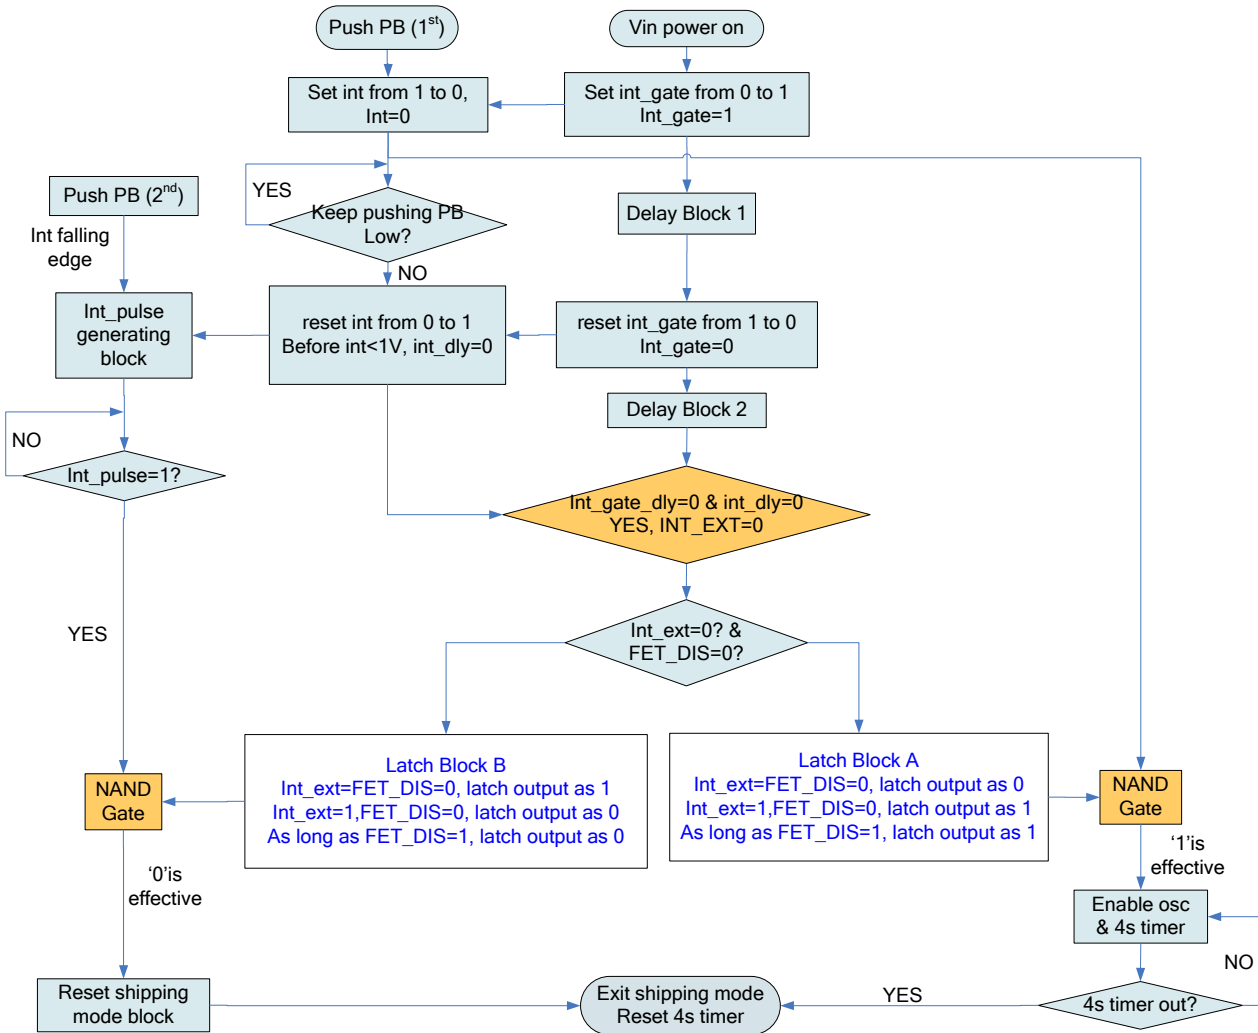 Push PB (1st)
Vin power on
Set int from 1 to 0,
Int=0
Set int_gate from 0 to 1
Int_gate=1
YES
Push PB (2nd)
Keep pushing PB
Low?
Delay Block 1
Int falling
edge
NO
Int_pulse
generating
block
reset int from 0 to 1
Before int<1V, int_dly=0
reset int_gate from 1 to 0
Int_gate=0
Delay Block 2
NO
Int_pulse=1?
Int_gate_dly=0 & int_dly=0
YES, INT_EXT=0
YES
Int_ext=0? &
FET_DIS=0?
Latch Block B
Int_ext=FET_DIS=0, latch output as 1
Int_ext=1,FET_DIS=0, latch output as 0
As long as FET_DIS=1, latch output as 0
Latch Block A
Int_ext=FET_DIS=0, latch output as 0
Int_ext=1,FET_DIS=0, latch output as 1
As long as FET_DIS=1, latch output as 1
NAND
Gate
NAND
Gate
‘0’is
effective
‘1’is
effective
Enable osc
& 4s timer
NO
Reset shipping
mode block
Exit shipping mode
Reset 4s timer
YES
4s timer out?